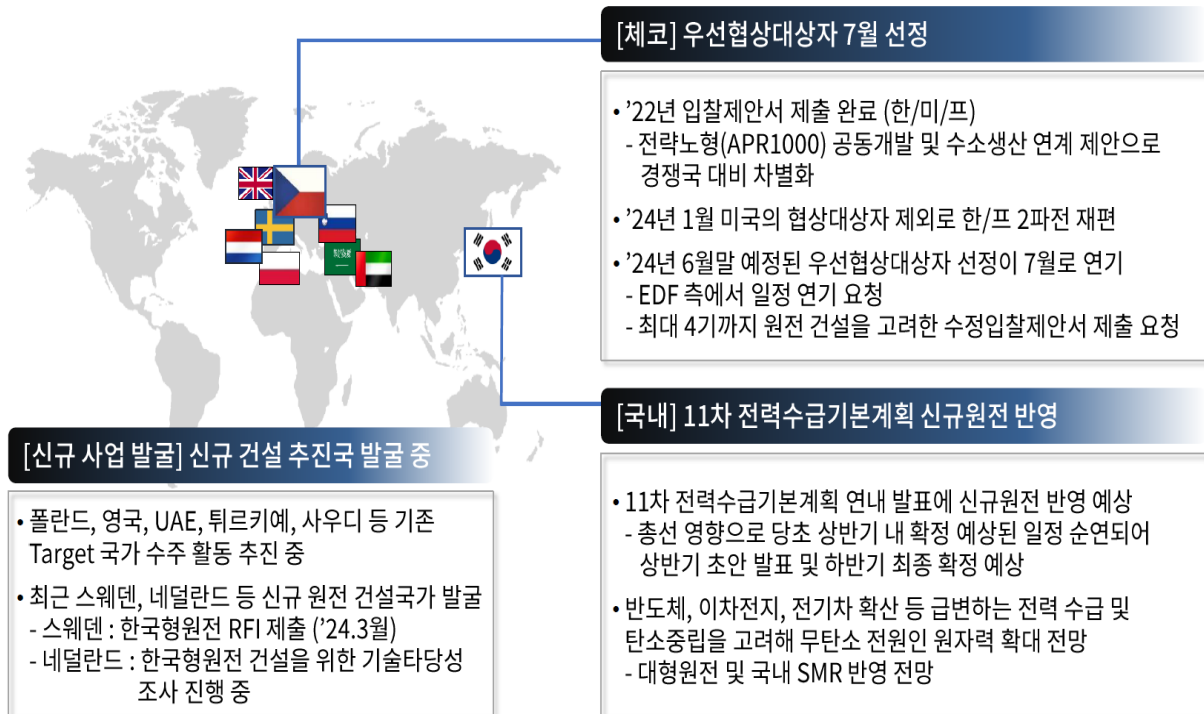 [체코] 우선협상대상자 7월 선정
• ’22년 입찰제안서 제출 완료 (한/미/프)
- 전략노형(APR1000) 공동개발 및 수소생산 연계 제안으로
경쟁국 대비 차별화
• ’24년 1월 미국의 협상대상자 제외로 한/프 2파전 재편
• ’24년 6월말 예정된 우선협상대상자 선정이 7월로 연기
- EDF 측에서 일정 연기 요청
- 최대 4기까지 원전 건설을 고려한 수정입찰제안서 제출 요청
[국내] 11차 전력수급기본계획 신규원전 반영
• 11차 전력수급기본계획 연내 발표에 신규원전 반영 예상
- 총선 영향으로 당초 상반기 내 확정 예상된 일정 순연되어
상반기 초안 발표 및 하반기 최종 확정 예상
• 반도체, 이차전지, 전기차 확산 등 급변하는 전력 수급 및
탄소중립을 고려해 무탄소 전원인 원자력 확대 전망
- 대형원전 및 국내 SMR 반영 전망
[신규 사업 발굴] 신규 건설 추진국 발굴 중
• 폴란드, 영국, UAE, 튀르키예, 사우디 등 기존
Target 국가 수주 활동 추진 중
• 최근 스웨덴, 네덜란드 등 신규 원전 건설국가 발굴
- 스웨덴 : 한국형원전 RFI 제출 (’24.3월)
- 네덜란드 : 한국형원전 건설을 위한 기술타당성
조사 진행 중